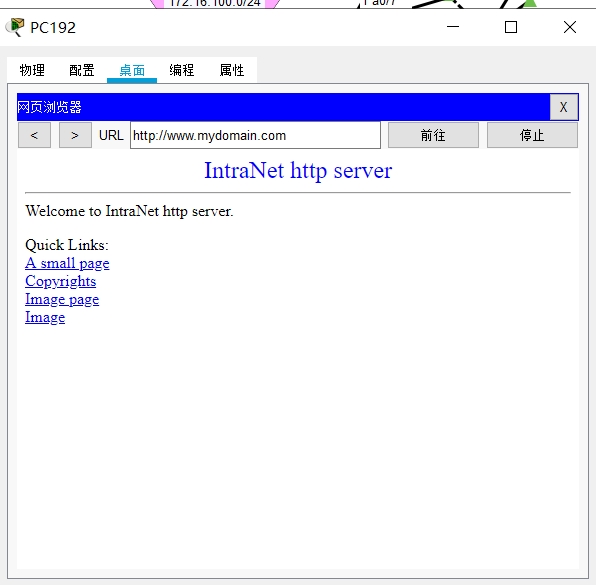 172.16.100.0/24
Fa0/7
PC192
物理 配置 桌面 编程 属性
网页浏览器 X
< > URL http://www.mydomain.com 前往 停止
IntraNet http server
Welcome to IntraNet http server.
Quick Links:
A small page
Copyrights
Image page
Image